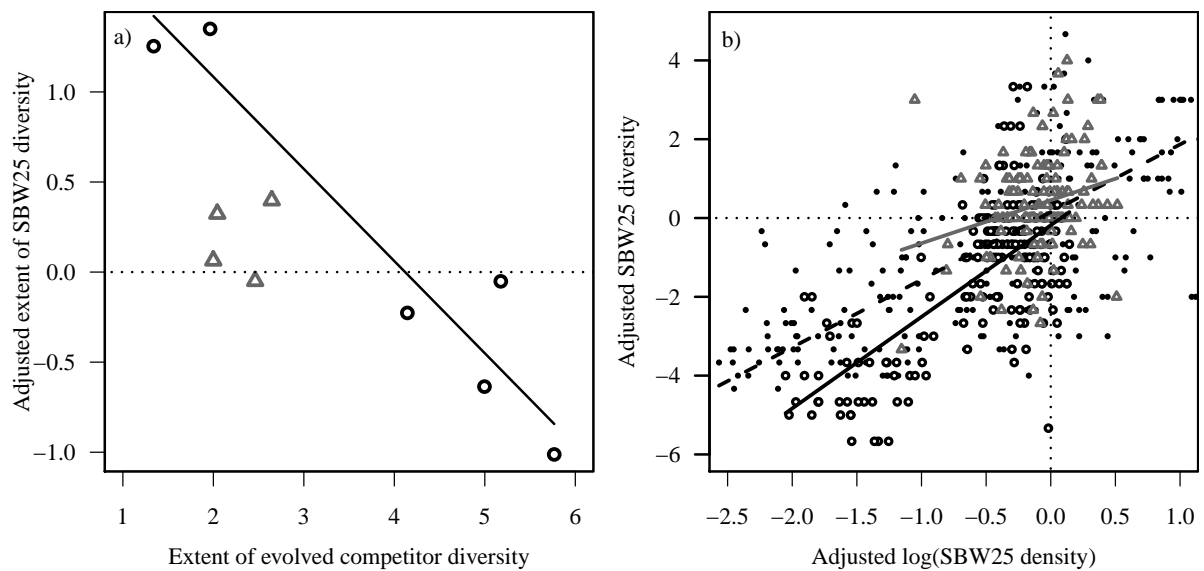 a)
Adjusted extent of SBW25 diversity
1.0
0.5
0.0
−0.5
−1.0
1 2 3 4 5 6
Extent of evolved competitor diversity
b)
Adjusted SBW25 diversity
4
2
0
−2
−4
−6
−2.5 −2.0 −1.5 −1.0 −0.5 0.0 0.5 1.0
Adjusted log(SBW25 density)